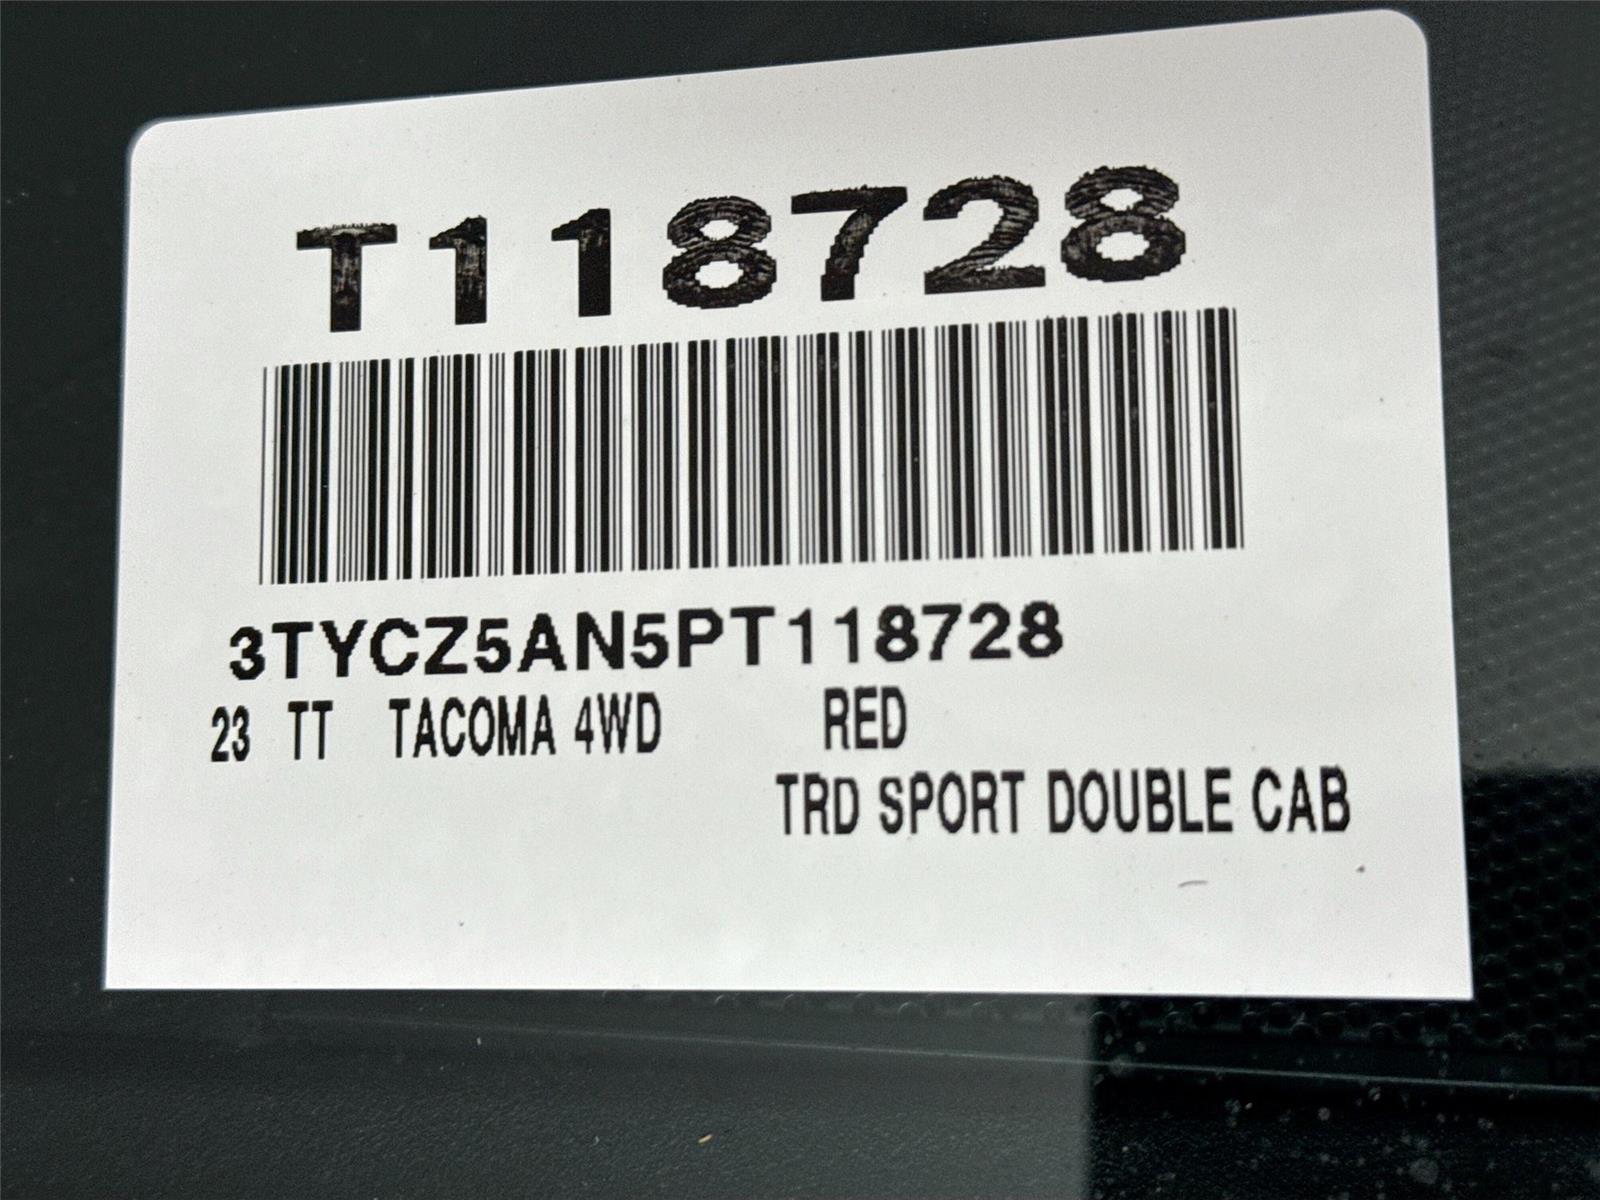 T118728
3TYCZ5AN5PT118728
23 TT TACOMA 4WD RED
TRD SPORT DOUBLE CAB